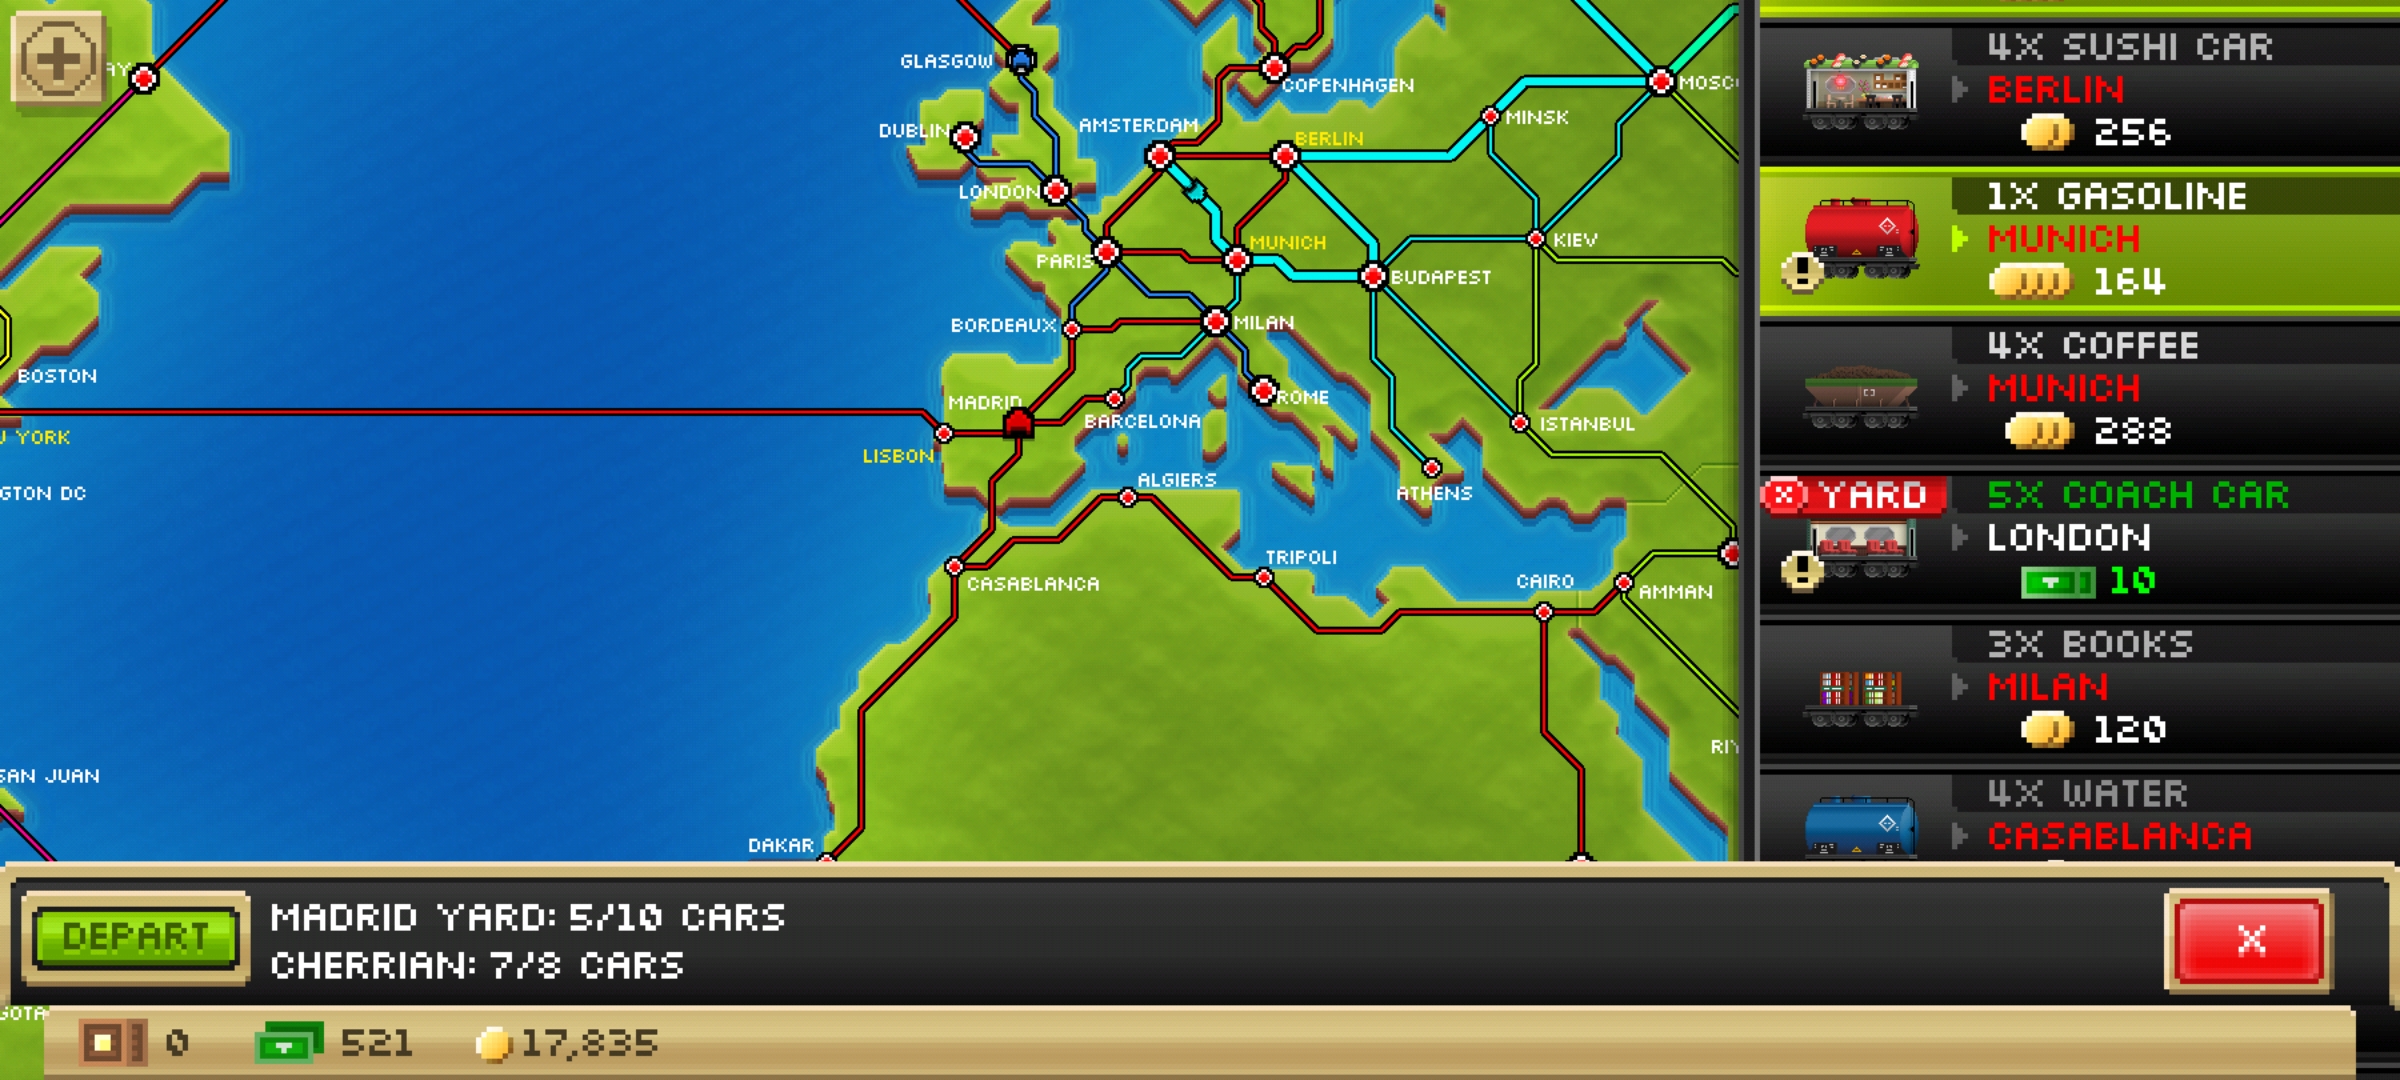 GLASGOW
DUBLIN
LONDON
AMSTERDAM
COPENHAGEN
BERLIN
MINSK
PARIS
MUNICH
BUDAPEST
KIEV
BORDEAUX
MILAN
BOSTON
MADRID
BARCELONA
ROME
ISTANBUL
YORK
LISBON
ALGIERS
ATHENS
DC
CASABLANCA
TRIPOLI
CAIRO
AMMAN
JUAN
DAKAR
4X SUSHI CAR
BERLIN
256
1X GASOLINE
MUNICH
164
4X COFFEE
MUNICH
288
YARD
5X COACH CAR
LONDON
10
3X BOOKS
MILAN
120
4X WATER
CASABLANCA
DEPART
MADRID YARD: 5/10 CARS
CHERRIAN: 7/8 CARS
X
0
521
17,835